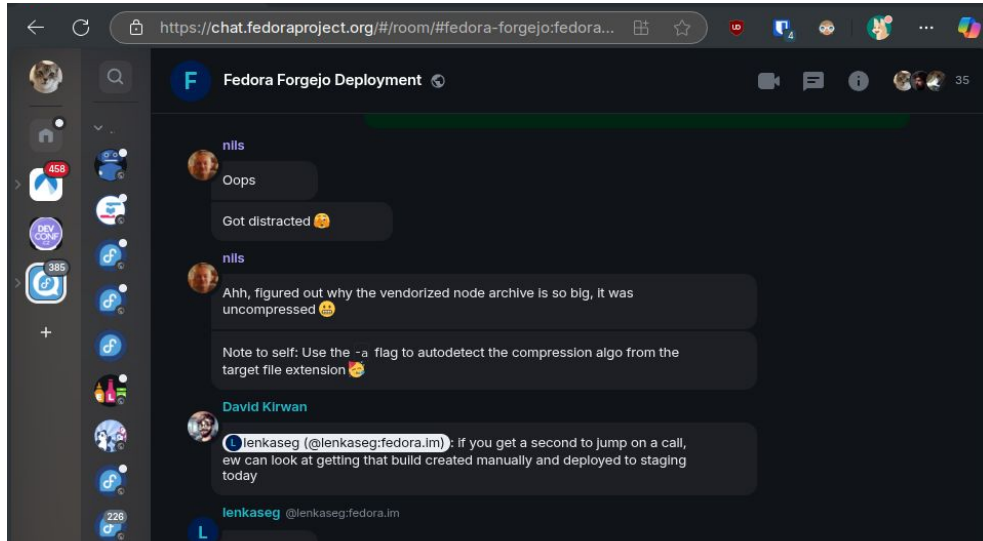 https://chat.fedoraproject.org/#/room/#fedora-forgejo:fedora...
4
F
Fedora Forgejo Deployment
35
458
DEV
CONF
CZ
385
226
nils
Oops
Got distracted 🫣
nils
Ahh, figured out why the vendorized node archive is so big, it was
uncompressed 😬
Note to self: Use the -a flag to autodetect the compression algo from the
target file extension 🥳
David Kirwan
L lenkaseg (@lenkaseg:fedora.im) : if you get a second to jump on a call,
ew can look at getting that build created manually and deployed to staging
today
lenkaseg @lenkaseg:fedora.im
L